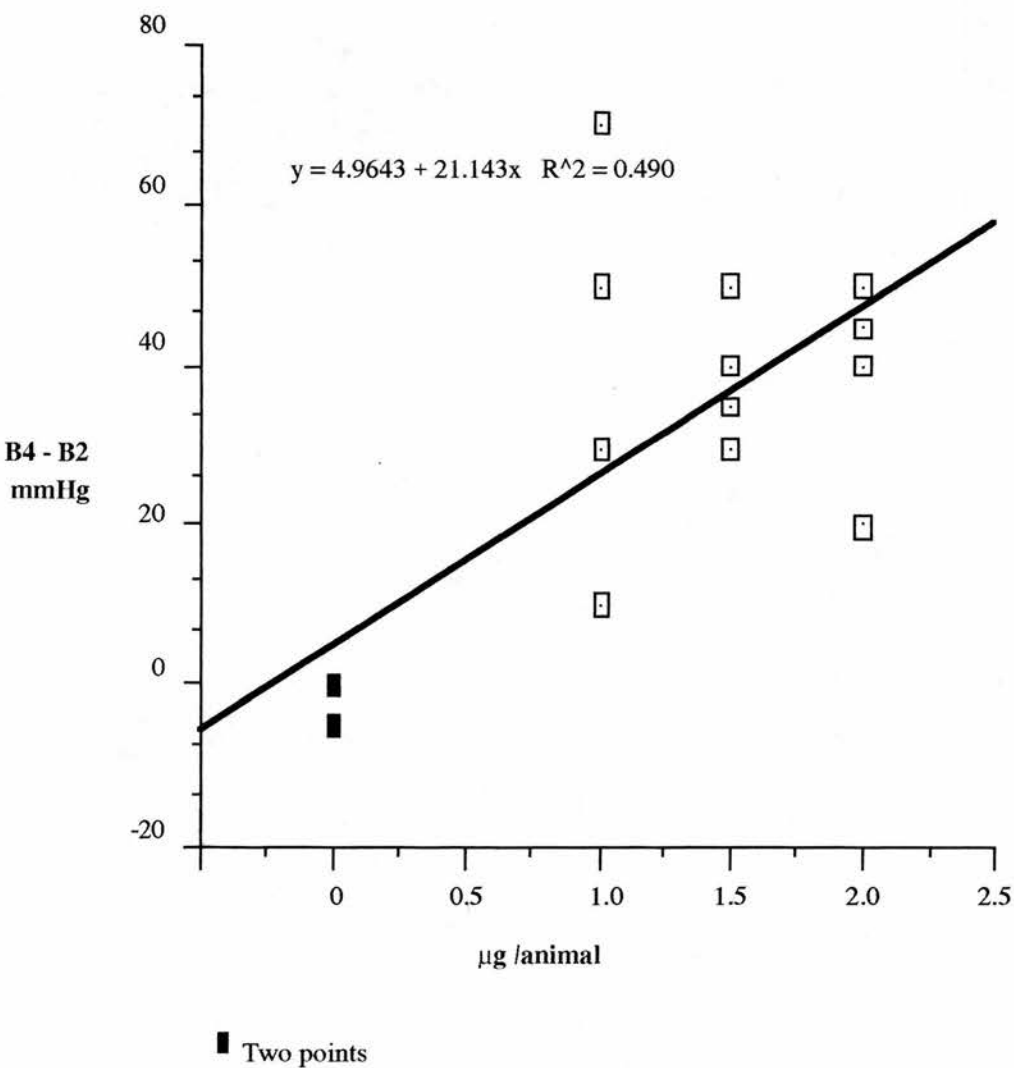 80
y = 4.9643 + 21.143x R^2 = 0.490
60
40
B4 - B2
mmHg
20
0
-20
0 0.5 1.0 1.5 2.0 2.5
µg /animal
Two points